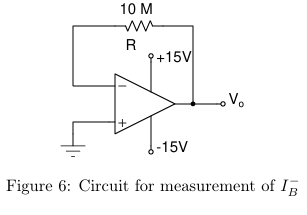 10 M
R
+15V
−
+
Vo
-15V
Figure 6: Circuit for measurement of I_B^-